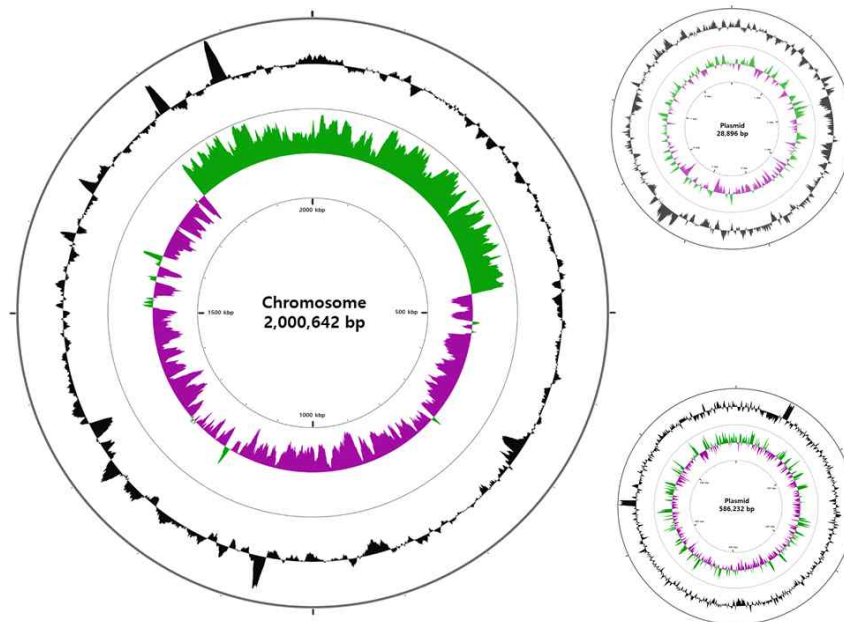 2000 kbp
Chromosome
2,000,642 bp
1500 kbp
500 kbp
1000 kbp
Plasmid
28,896 bp
Plasmid
586,232 bp